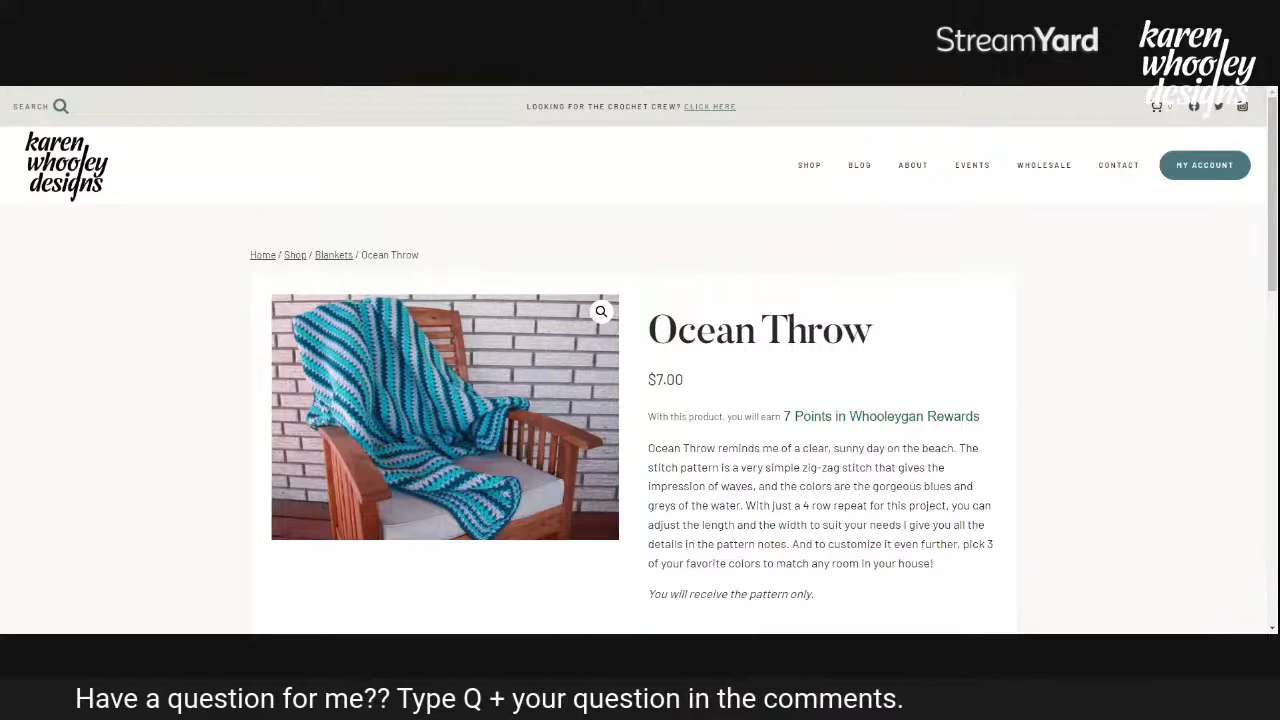 StreamYard
karen
whooley
designs
SEARCH
LOOKING FOR THE CROCHET CREW? CLICK HERE
0
karen
whooley
designs
SHOP
BLOG
ABOUT
EVENTS
WHOLESALE
CONTACT
MY ACCOUNT
Home / Shop / Blankets / Ocean Throw
Ocean Throw
$7.00
With this product, you will earn 7 Points in Whooleygan Rewards
Ocean Throw reminds me of a clear, sunny day on the beach. The
stitch pattern is a very simple zig-zag stitch that gives the
impression of waves, and the colors are the gorgeous blues and
greys of the water. With just a 4 row repeat for this project, you can
adjust the length and the width to suit your needs I give you all the
details in the pattern notes. And to customize it even further, pick 3
of your favorite colors to match any room in your house!
You will receive the pattern only.
Have a question for me?? Type Q + your question in the comments.